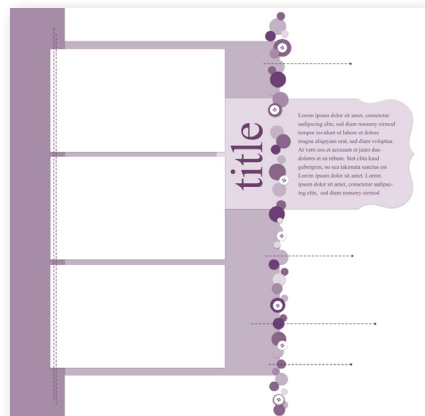 title
Lorem ipsum dolor sit amet, consetetur
sadipscing elitr, sed diam nonumy eirmod
tempor invidunt ut labore et dolore
magna aliquyam erat, sed diam voluptua.
At vero eos et accusam et justo duo
dolores et ea rebum. Stet clita kasd
gubergren, no sea takimata sanctus est
Lorem ipsum dolor sit amet. Lorem
ipsum dolor sit amet, consetetur sadipsc-
ing elitr, sed diam nonumy eirmod